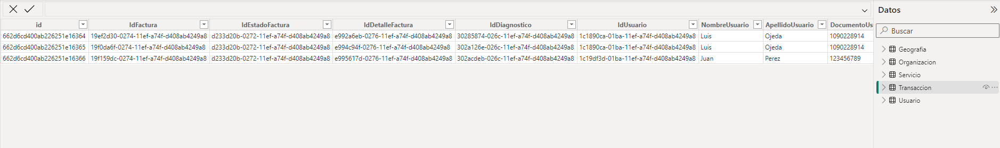 Datos
id IdFactura IdEstadoFactura IdDetalleFactura IdDiagnostico IdUsuario NombreUsuario ApellidoUsuario DocumentoUs
662d6cd400ab226251e16364 19ef2d30-0274-11ef-a74f-d408ab4249a8 d233d20b-0272-11ef-a74f-d408ab4249a8 e992a6eb-0276-11ef-a74f-d408ab4249a8 30285874-026c-11ef-a74f-d408ab4249a8 1c1890ca-01ba-11ef-a74f-d408ab4249a8 Luis Ojeda 1090228914
662d6cd400ab226251e16365 19f0da6f-0274-11ef-a74f-d408ab4249a8 d233d20b-0272-11ef-a74f-d408ab4249a8 e994c94f-0276-11ef-a74f-d408ab4249a8 302a126e-026c-11ef-a74f-d408ab4249a8 1c1890ca-01ba-11ef-a74f-d408ab4249a8 Luis Ojeda 1090228914
662d6cd400ab226251e16366 19f159dc-0274-11ef-a74f-d408ab4249a8 d233d20b-0272-11ef-a74f-d408ab4249a8 e995617d-0276-11ef-a74f-d408ab4249a8 302acdeb-026c-11ef-a74f-d408ab4249a8 1c19df3d-01ba-11ef-a74f-d408ab4249a8 Juan Perez 123456789
Buscar
Geografia
Organizacion
Servicio
Transaccion
Usuario